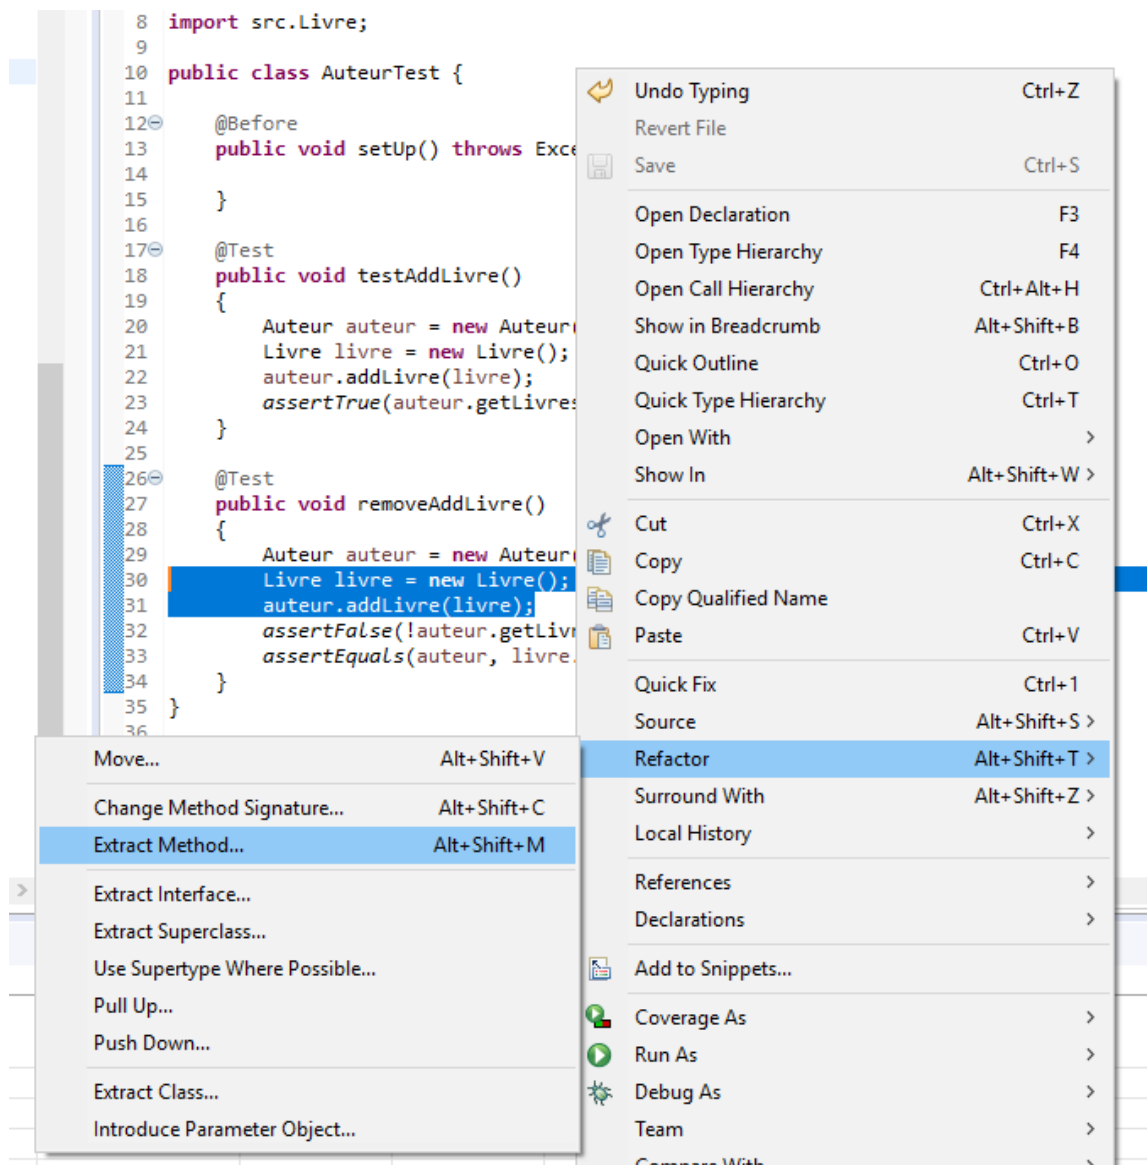 8 import src.Livre;
9
10 public class AuteurTest {
11
12 @Before
13 public void setUp() throws Exce
14
15 }
16
17 @Test
18 public void testAddLivre()
19 {
20 Auteur auteur = new Auteur(
21 Livre livre = new Livre();
22 auteur.addLivre(livre);
23 assertTrue(auteur.getLivres
24 }
25
26 @Test
27 public void removeAddLivre()
28 {
29 Auteur auteur = new Auteur(
30 Livre livre = new Livre();
31 auteur.addLivre(livre);
32 assertFalse(!auteur.getLivr
33 assertEquals(auteur, livre.
34 }
35 }
36
Undo Typing Ctrl+Z
Revert File
Save Ctrl+S
Open Declaration F3
Open Type Hierarchy F4
Open Call Hierarchy Ctrl+Alt+H
Show in Breadcrumb Alt+Shift+B
Quick Outline Ctrl+O
Quick Type Hierarchy Ctrl+T
Open With >
Show In Alt+Shift+W >
Cut Ctrl+X
Copy Ctrl+C
Copy Qualified Name
Paste Ctrl+V
Quick Fix Ctrl+1
Source Alt+Shift+S >
Refactor Alt+Shift+T >
Surround With Alt+Shift+Z >
Local History >
References >
Declarations >
Add to Snippets...
Coverage As >
Run As >
Debug As >
Team >
Compare With >
Move... Alt+Shift+V
Change Method Signature... Alt+Shift+C
Extract Method... Alt+Shift+M
Extract Interface...
Extract Superclass...
Use Supertype Where Possible...
Pull Up...
Push Down...
Extract Class...
Introduce Parameter Object...